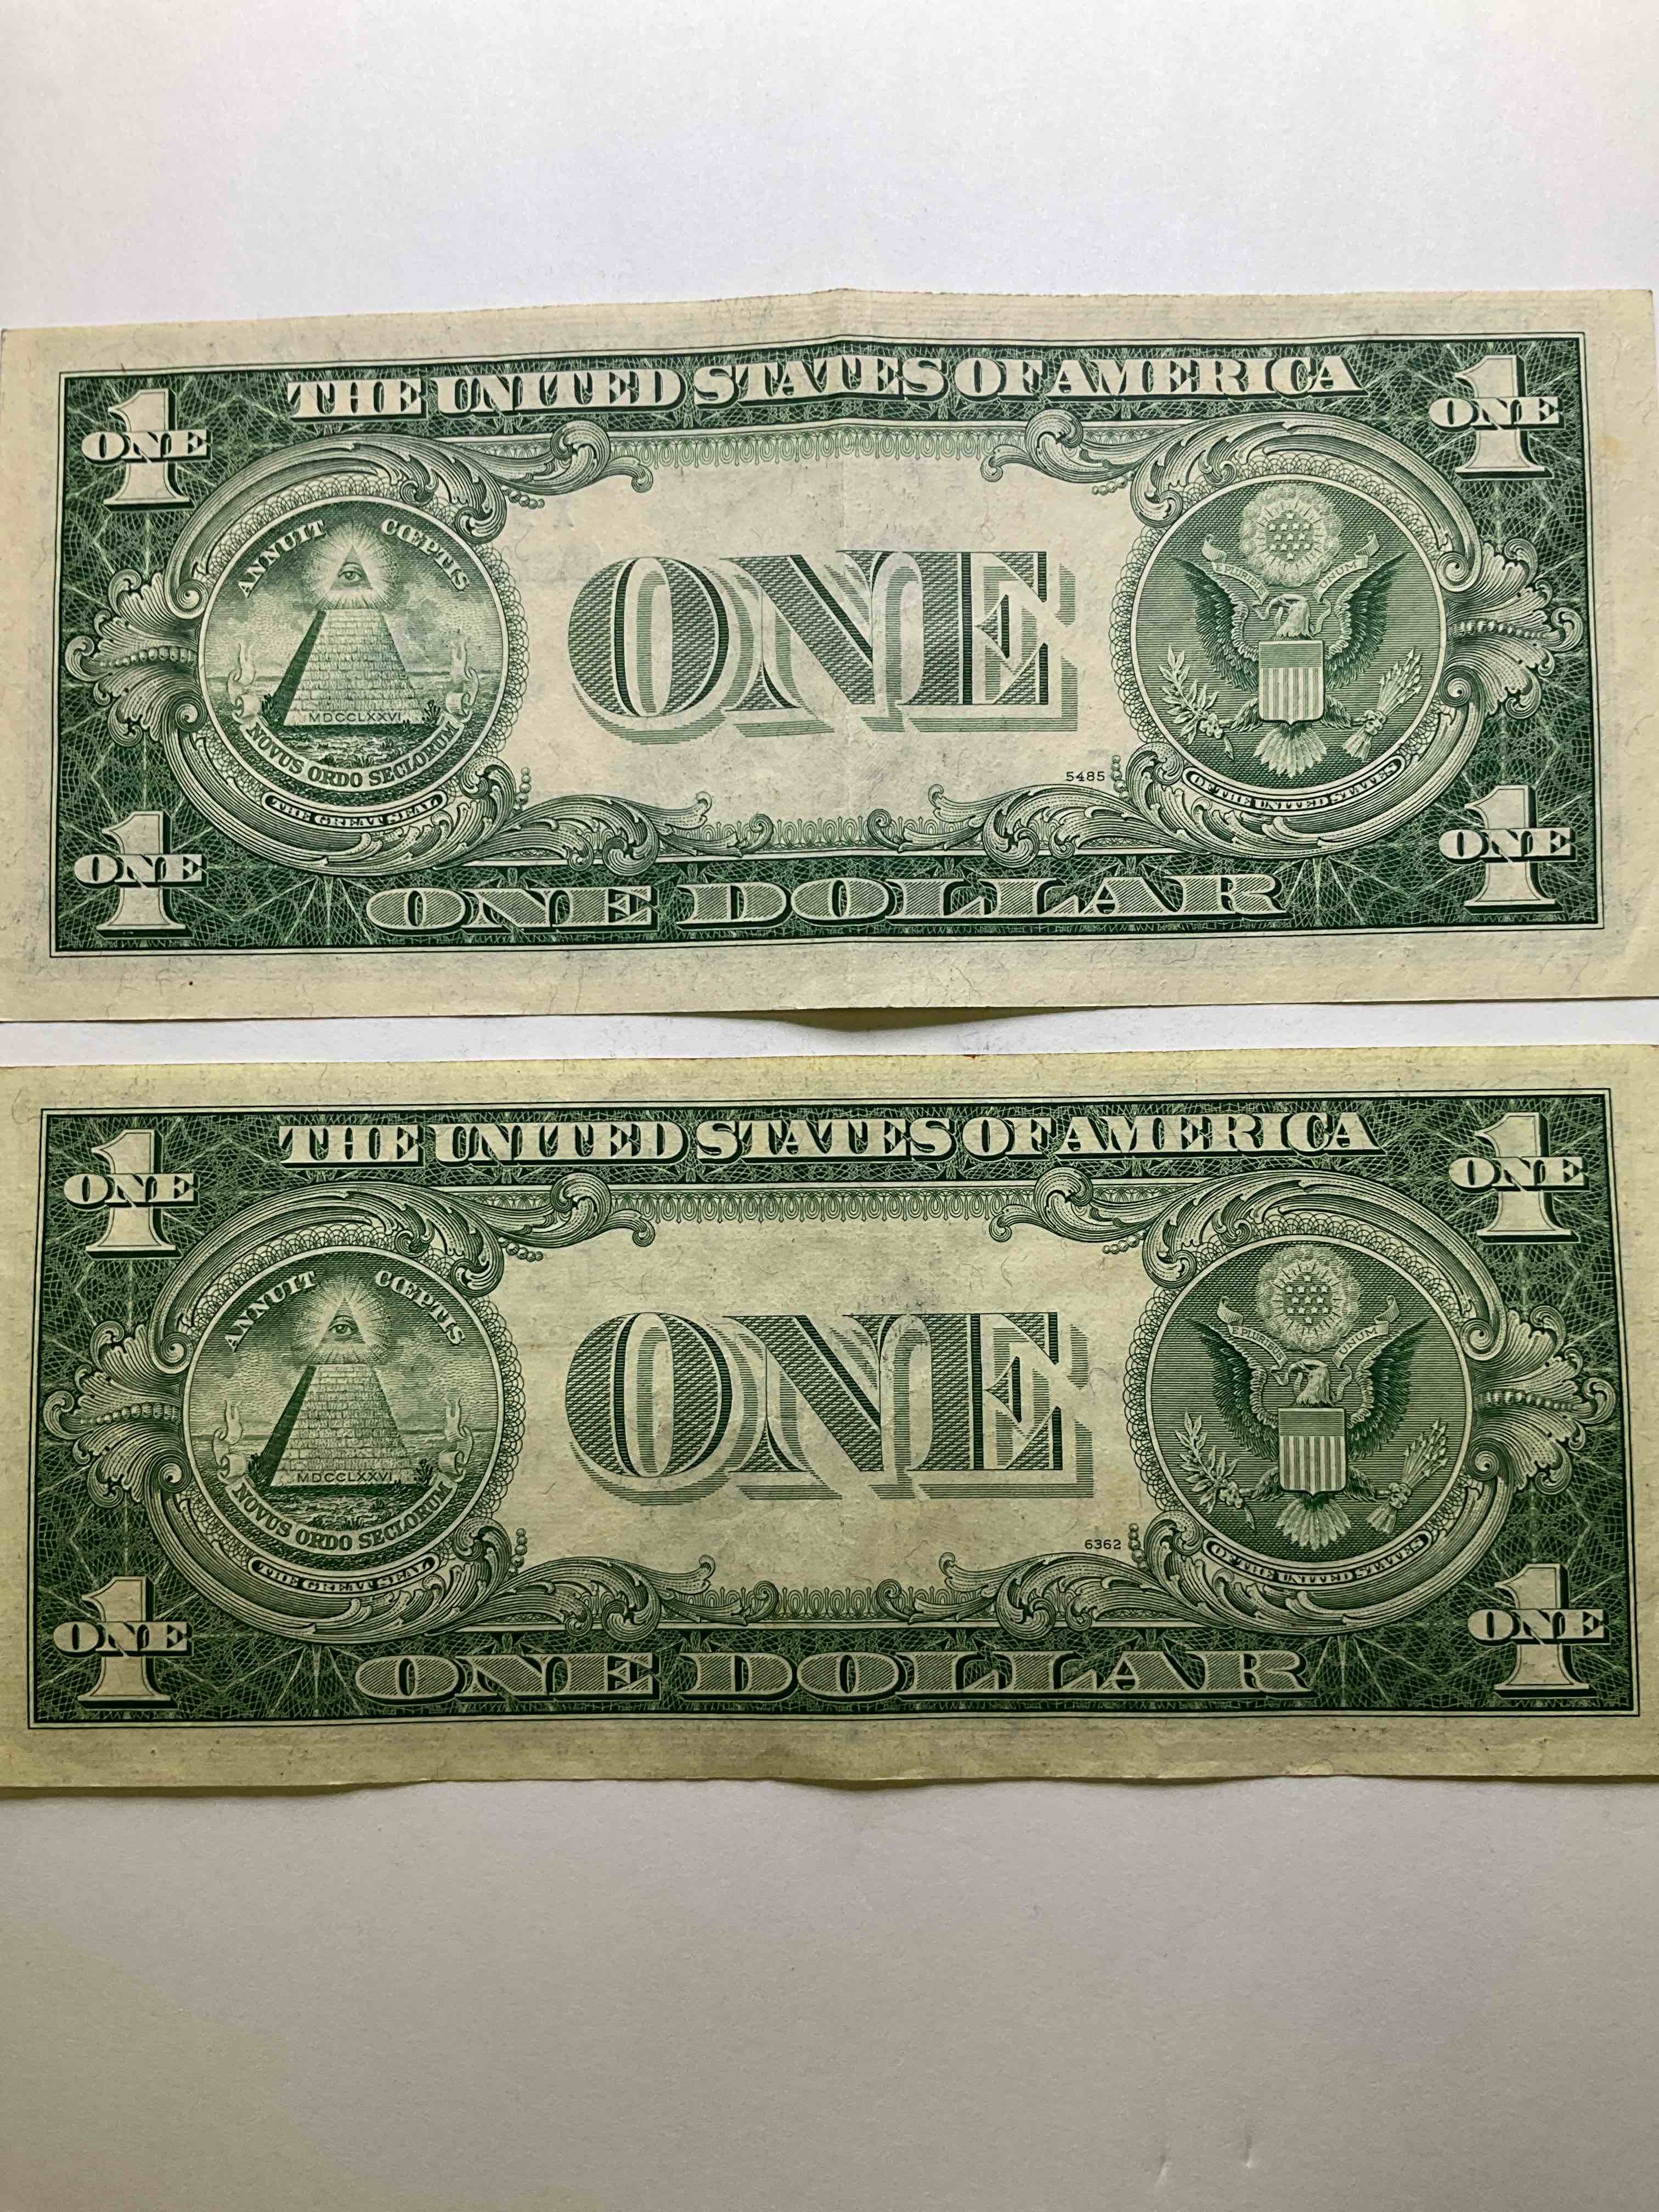 THE UNITED STATES OF AMERICA
1 ONE
1 ONE
ANNUIT CŒPTIS
E PLURIBUS UNUM
ONE
MDCCLXXVI
NOVUS ORDO SECLORUM
5485
THE GREAT SEAL
OF THE UNITED STATES
1 ONE
1 ONE
ONE DOLLAR
THE UNITED STATES OF AMERICA
1 ONE
1 ONE
ANNUIT CŒPTIS
E PLURIBUS UNUM
ONE
MDCCLXXVI
NOVUS ORDO SECLORUM
6362
THE GREAT SEAL
OF THE UNITED STATES
1 ONE
1 ONE
ONE DOLLAR